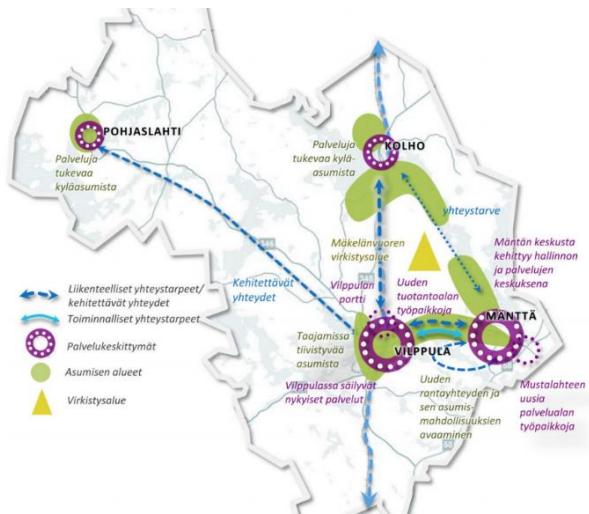 POHJASLAHTI
Palveluja
tukevaa
kyläasumista
Palveluja
tukevaa kylä-
asumista
KOLHO
yhteystarve
Mäkelänvuoren
virkistysalue
Mäntän keskusta
kehittyy hallinnon
ja palvelujen
keskuksena
346
Kehitettävät
yhteydet
Vilppulan
portti
Uuden
tuotantoalan
työpaikkoja
MÄNTTÄ
Taajamissa
tiivistyvää
asumista
VILPPULA
Vilppulassa säilyvät
nykyiset palvelut
Uuden
rantayhteyden ja
sen asumis-
mahdollisuuksien
avaaminen
Mustalahteen
uusia
palvelualan
työpaikkoja
Liikenteelliset yhteystarpeet/
kehitettävät yhteydet
Toiminnalliset yhteystarpeet
Palvelukeskittymät
Asumisen alueet
Virkistysalue